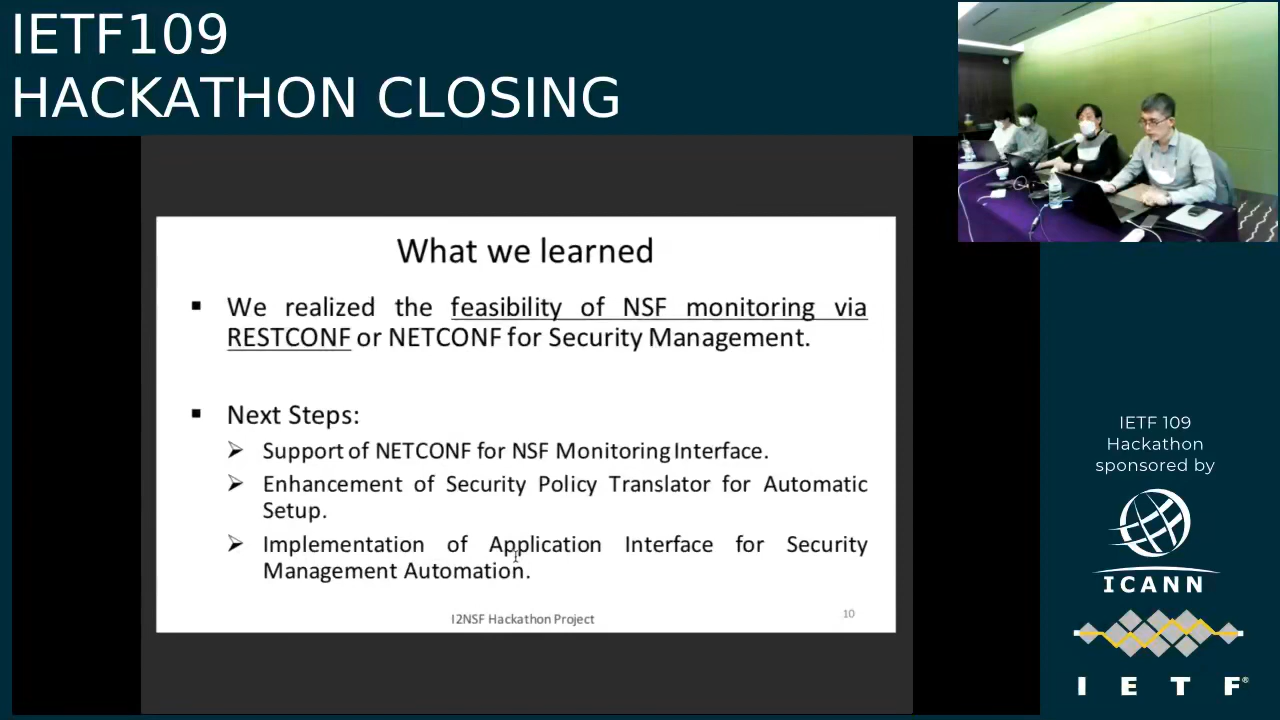 IETF109
HACKATHON CLOSING
What we learned
▪ We realized the feasibility of NSF monitoring via
RESTCONF or NETCONF for Security Management.
▪ Next Steps:
➢ Support of NETCONF for NSF Monitoring Interface.
➢ Enhancement of Security Policy Translator for Automatic
Setup.
➢ Implementation of Application Interface for Security
Management Automation.
I2NSF Hackathon Project
10
IETF 109
Hackathon
sponsored by
ICANN
I E T F®